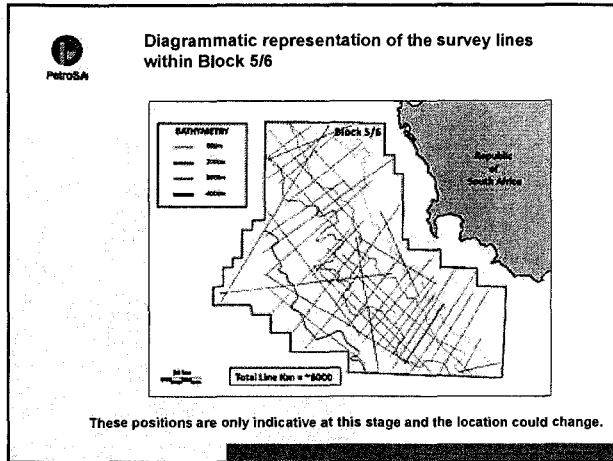 Diagrammatic representation of the survey lines
within Block 5/6
PetroSA
BATHYMETRY
Block 5/6
Republic
of
South Africa
Total Line Km = ~6000
These positions are only indicative at this stage and the location could change.